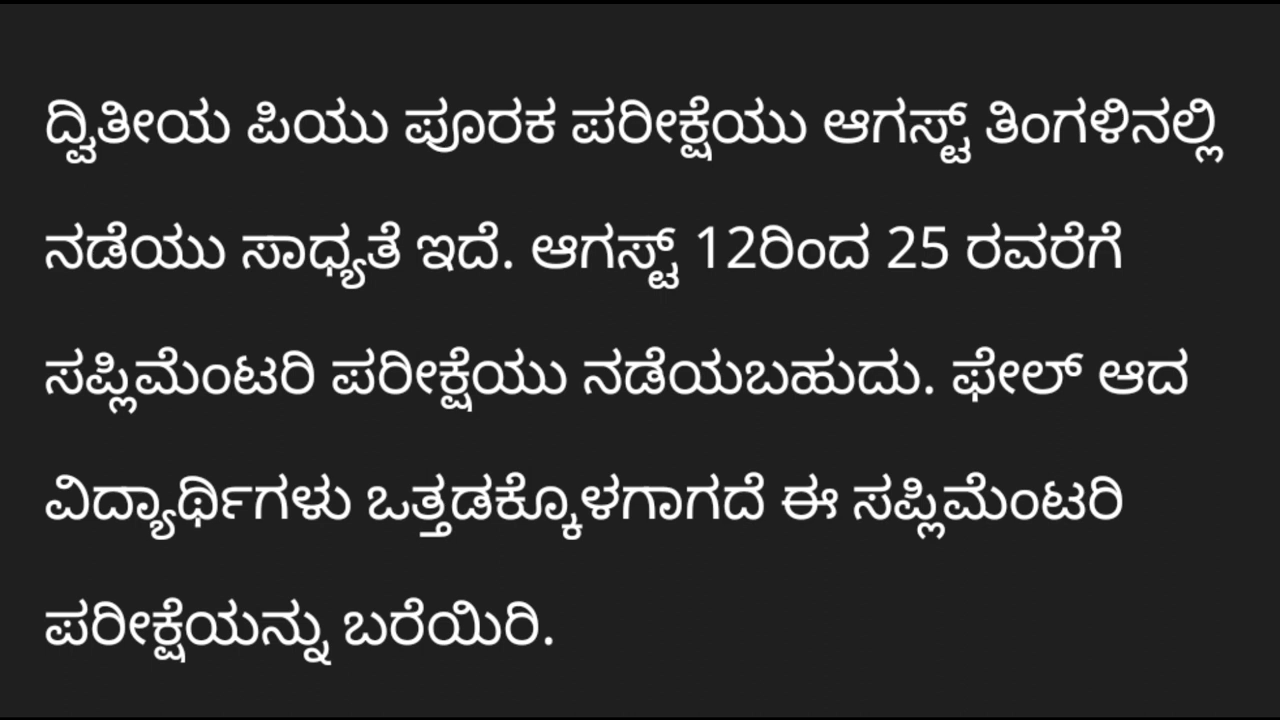 ದ್ವಿತೀಯ ಪಿಯು ಪೂರಕ ಪರೀಕ್ಷೆಯು ಆಗಸ್ಟ್ ತಿಂಗಳಿನಲ್ಲಿ
ನಡೆಯು ಸಾಧ್ಯತೆ ಇದೆ. ಆಗಸ್ಟ್ 12ರಿಂದ 25 ರವರೆಗೆ
ಸಪ್ಲಿಮೆಂಟರಿ ಪರೀಕ್ಷೆಯು ನಡೆಯಬಹುದು. ಫೇಲ್ ಆದ
ವಿದ್ಯಾರ್ಥಿಗಳು ಒತ್ತಡಕ್ಕೊಳಗಾಗದೆ ಈ ಸಪ್ಲಿಮೆಂಟರಿ
ಪರೀಕ್ಷೆಯನ್ನು ಬರೆಯಿರಿ.